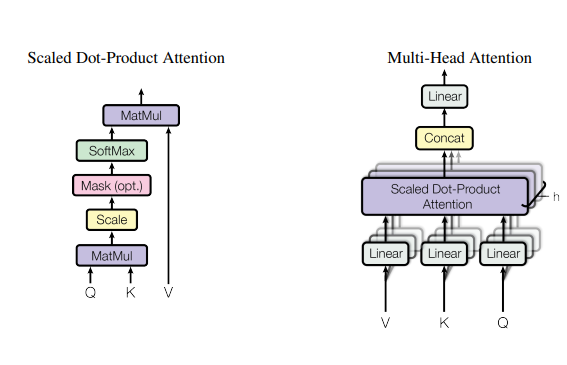 Scaled Dot-Product Attention
MatMul
SoftMax
Mask (opt.)
Scale
MatMul
Q K V
Multi-Head Attention
Linear
Concat
Scaled Dot-Product
Attention
h
Linear Linear Linear
V K Q